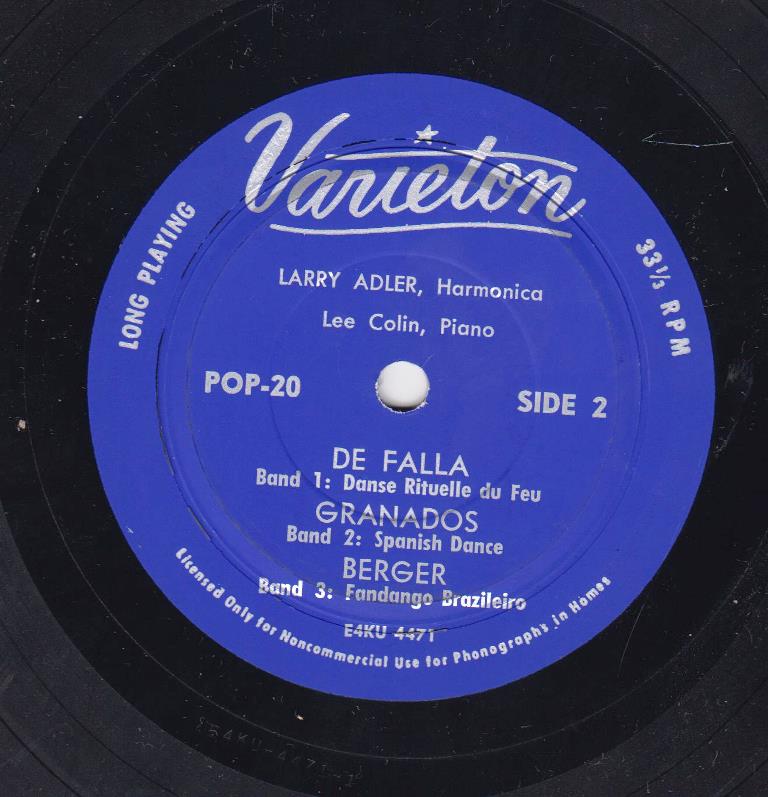 Varieton
LONG PLAYING
33 1/3 RPM
LARRY ADLER, Harmonica
Lee Colin, Piano
POP-20
SIDE 2
DE FALLA
Band 1: Danse Rituelle du Feu
GRANADOS
Band 2: Spanish Dance
BERGER
Band 3: Fandango Brazileiro
E4KU 4471
Licensed Only for Noncommercial Use for Phonographs in Homes